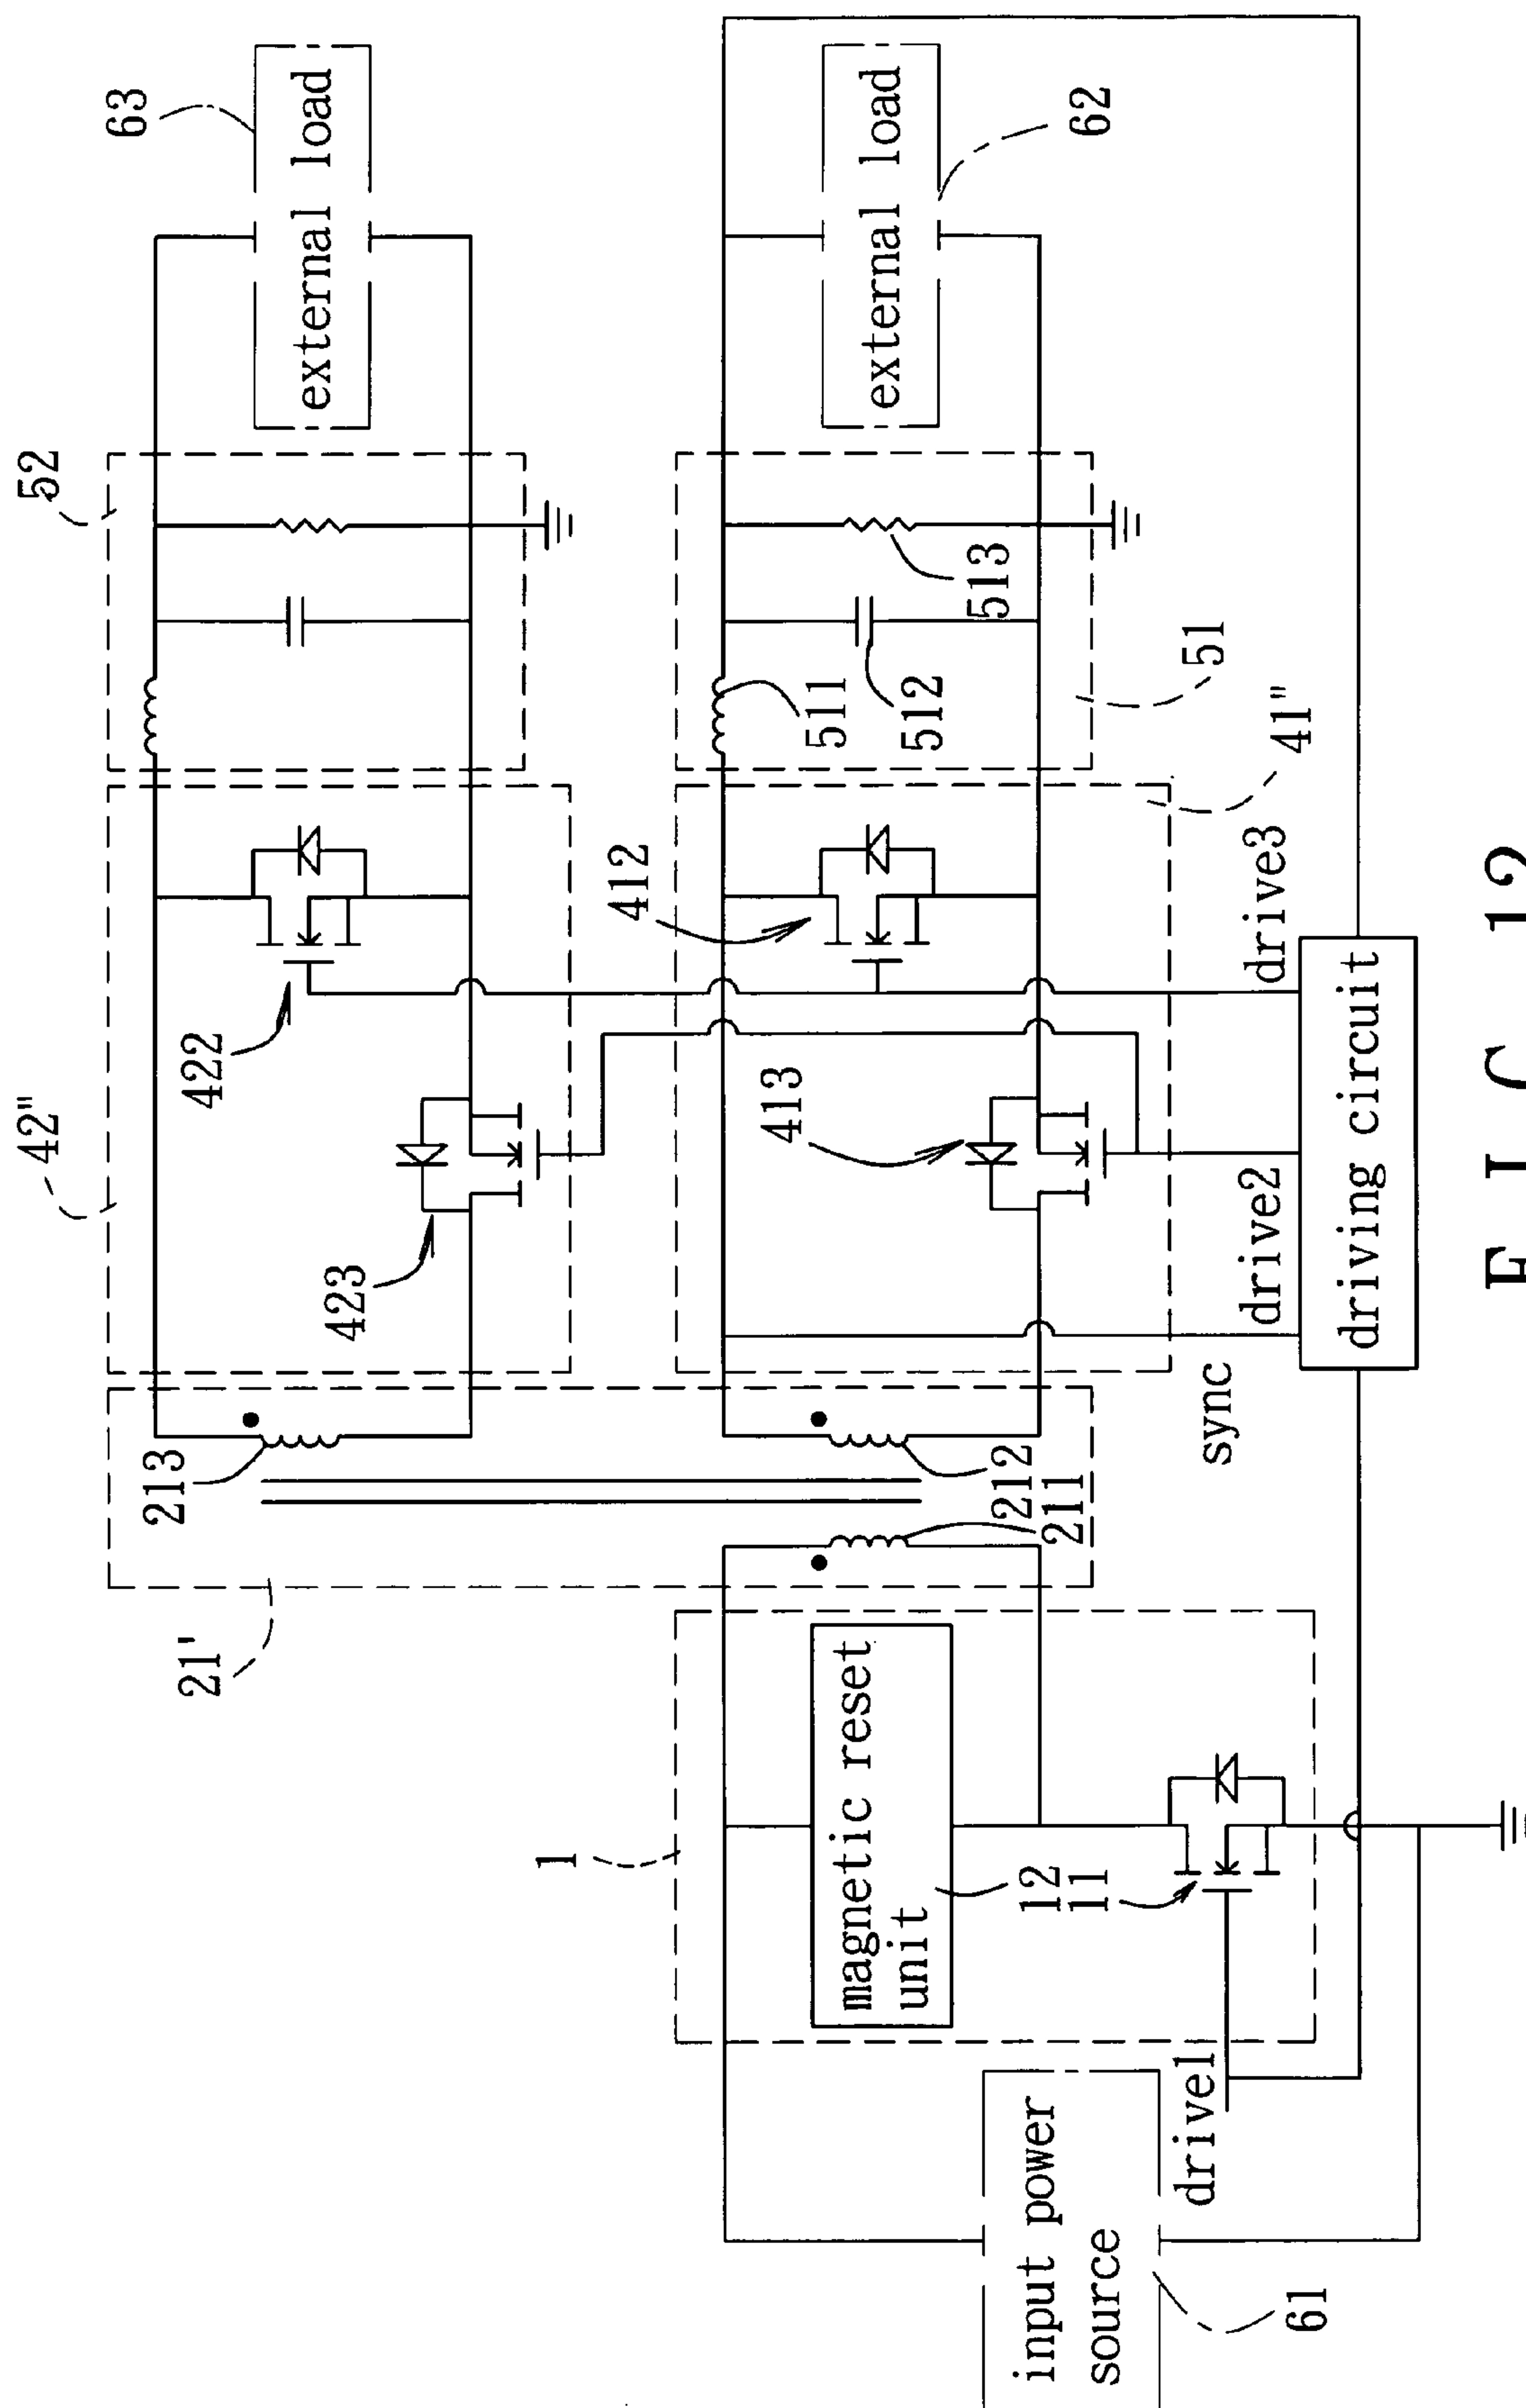 63
external load
52
42"
422
423
213
21'
external load
62
513
512
511
51
41"
412
413
212
211
drive3
drive2
sync
driving circuit
1
magnetic reset
unit
12
11
drive1
input power
source
61
FIG. 12